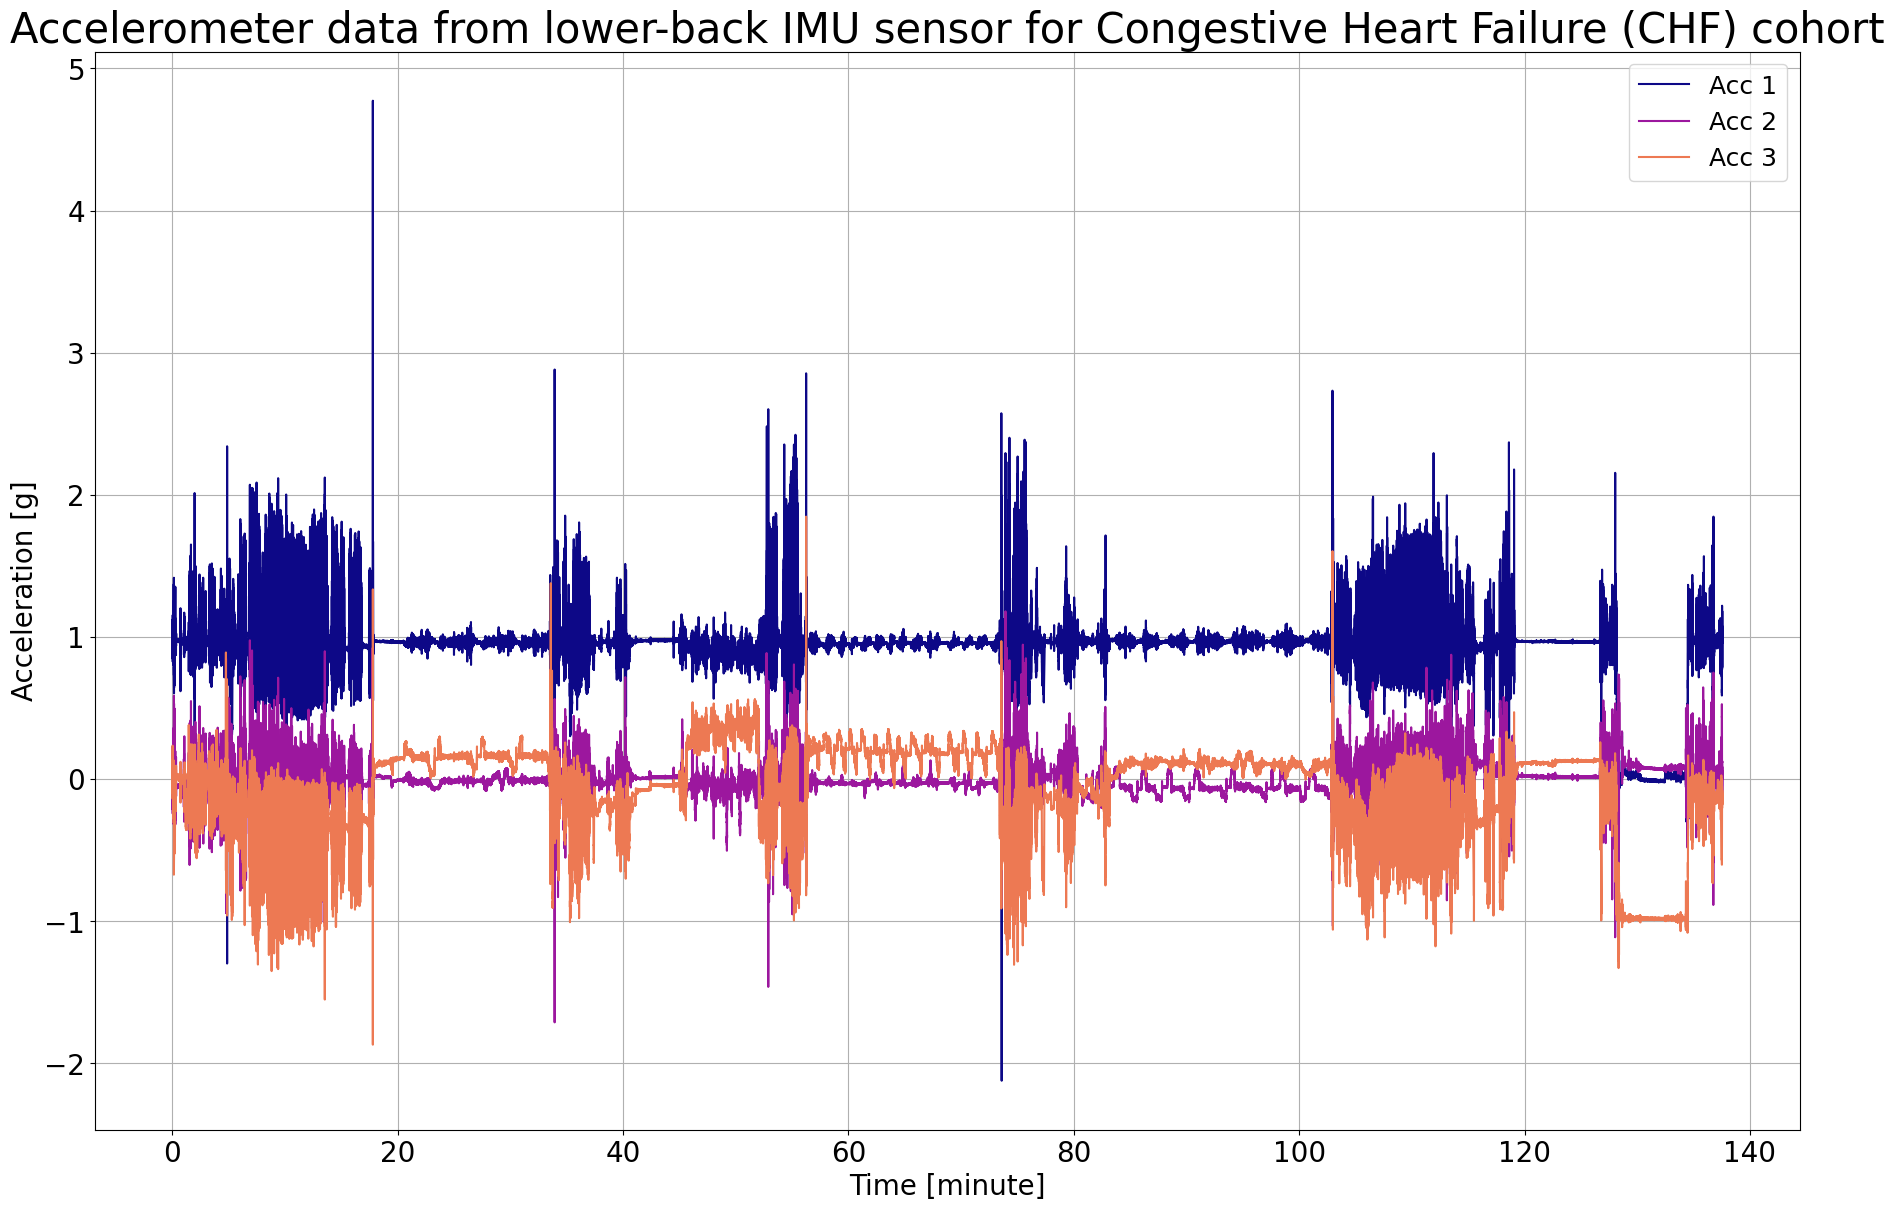 Accelerometer data from lower-back IMU sensor for Congestive Heart Failure (CHF) cohort
Acc 1
Acc 2
Acc 3
Acceleration [g]
5
4
3
2
1
0
−1
−2
0 20 40 60 80 100 120 140
Time [minute]